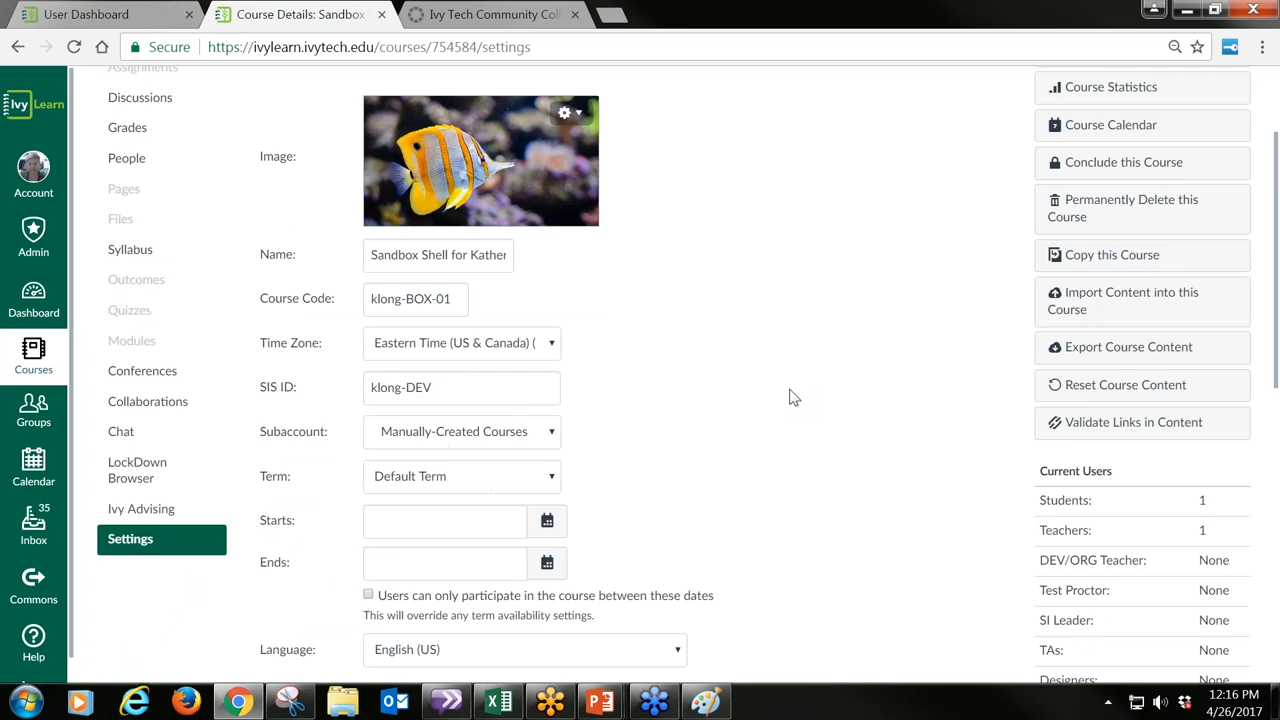 User Dashboard
Course Details: Sandbox
Ivy Tech Community Coll
Secure
https://ivylearn.ivytech.edu/courses/754584/settings
Ivy Learn
Account
Admin
Dashboard
Courses
Groups
Calendar
35
Inbox
Commons
Help
Assignments
Discussions
Grades
People
Pages
Files
Syllabus
Outcomes
Quizzes
Modules
Conferences
Collaborations
Chat
LockDown
Browser
Ivy Advising
Settings
Image:
Name:
Sandbox Shell for Kather
Course Code:
klong-BOX-01
Time Zone:
Eastern Time (US & Canada) (
SIS ID:
klong-DEV
Subaccount:
Manually-Created Courses
Term:
Default Term
Starts:
Ends:
Users can only participate in the course between these dates
This will override any term availability settings.
Language:
English (US)
Course Statistics
Course Calendar
Conclude this Course
Permanently Delete this
Course
Copy this Course
Import Content into this
Course
Export Course Content
Reset Course Content
Validate Links in Content
Current Users
Students: 1
Teachers: 1
DEV/ORG Teacher: None
Test Proctor: None
SI Leader: None
TAs: None
Designers: None
12:16 PM
4/26/2017